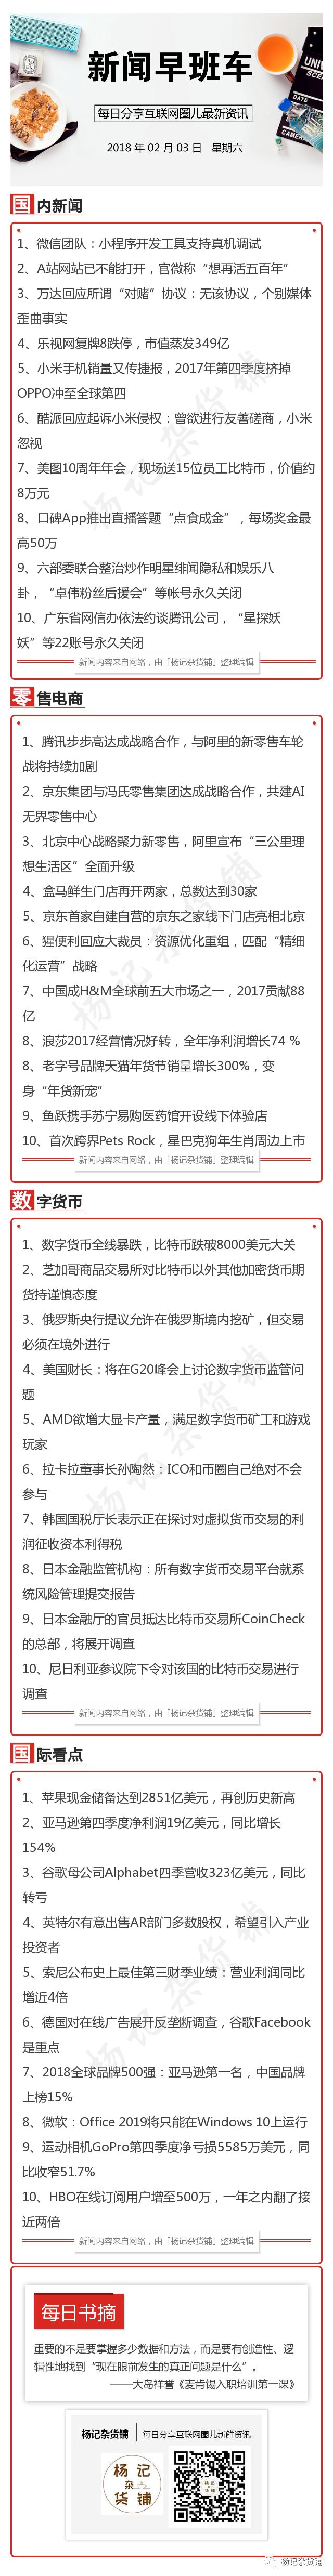 新闻早班车
每日分享互联网圈儿最新资讯
2018 年 02 月 03 日 星期六
国内新闻
1、微信团队：小程序开发工具支持真机调试
2、A站网站已不能打开，官微称“想再活五百年”
3、万达回应所谓“对赌”协议：无该协议，个别媒体
歪曲事实
4、乐视网复牌8跌停，市值蒸发349亿
5、小米手机销量又传捷报，2017年第四季度挤掉
OPPO冲至全球第四
6、酷派回应起诉小米侵权：曾欲进行友善磋商，小米
忽视
7、美图10周年年会，现场送15位员工比特币，价值约
8万元
8、口碑App推出直播答题“点食成金”，每场奖金最
高50万
9、六部委联合整治炒作明星绯闻隐私和娱乐八
卦，“卓伟粉丝后援会”等帐号永久关闭
10、广东省网信办依法约谈腾讯公司，“星探妖
妖”等22账号永久关闭
新闻内容来自网络，由「杨记杂货铺」整理编辑
零售电商
1、腾讯步步高达成战略合作，与阿里的新零售车轮
战将持续加剧
2、京东集团与冯氏零售集团达成战略合作，共建AI
无界零售中心
3、北京中心战略聚力新零售，阿里宣布“三公里理
想生活区”全面升级
4、盒马鲜生门店再开两家，总数达到30家
5、京东首家自建自营的京东之家线下门店亮相北京
6、猩便利回应大裁员：资源优化重组，匹配“精细
化运营”战略
7、中国成H&M全球前五大市场之一，2017贡献88
亿
8、浪莎2017经营情况好转，全年净利润增长74 %
8、老字号品牌天猫年货节销量增长300%，变
身“年货新宠”
9、鱼跃携手苏宁易购医药馆开设线下体验店
10、首次跨界Pets Rock，星巴克狗年生肖周边上市
新闻内容来自网络，由「杨记杂货铺」整理编辑
数字货币
1、数字货币全线暴跌，比特币跌破8000美元大关
2、芝加哥商品交易所对比特币以外其他加密货币期
货持谨慎态度
3、俄罗斯央行提议允许在俄罗斯境内挖矿，但交易
必须在境外进行
4、美国财长：将在G20峰会上讨论数字货币监管问
题
5、AMD欲增大显卡产量，满足数字货币矿工和游戏
玩家
6、拉卡拉董事长孙陶然：ICO和币圈自己绝对不会
参与
7、韩国国税厅长表示正在探讨对虚拟货币交易的利
润征收资本利得税
8、日本金融监管机构：所有数字货币交易平台就系
统风险管理提交报告
9、日本金融厅的官员抵达比特币交易所CoinCheck
的总部，将展开调查
10、尼日利亚参议院下令对该国的比特币交易进行
调查
新闻内容来自网络，由「杨记杂货铺」整理编辑
国际看点
1、苹果现金储备达到2851亿美元，再创历史新高
2、亚马逊第四季度净利润19亿美元，同比增长
154%
3、谷歌母公司Alphabet四季营收323亿美元，同比
转亏
4、英特尔有意出售AR部门多数股权，希望引入产业
投资者
5、索尼公布史上最佳第三财季业绩：营业利润同比
增近4倍
6、德国对在线广告展开反垄断调查，谷歌Facebook
是重点
7、2018全球品牌500强：亚马逊第一名，中国品牌
上榜15%
8、微软：Office 2019将只能在Windows 10上运行
9、运动相机GoPro第四季度净亏损5585万美元，同
比收窄51.7%
10、HBO在线订阅用户增至500万，一年之内翻了接
近两倍
新闻内容来自网络，由「杨记杂货铺」整理编辑
每日书摘
重要的不是要掌握多少数据和方法，而是要有创造性、逻
辑性地找到“现在眼前发生的真正问题是什么”。
——大岛祥誉《麦肯锡入职培训第一课》
杨记杂货铺 每日分享互联网圈儿新鲜资讯
杨记
杂
货铺
杨记杂货铺